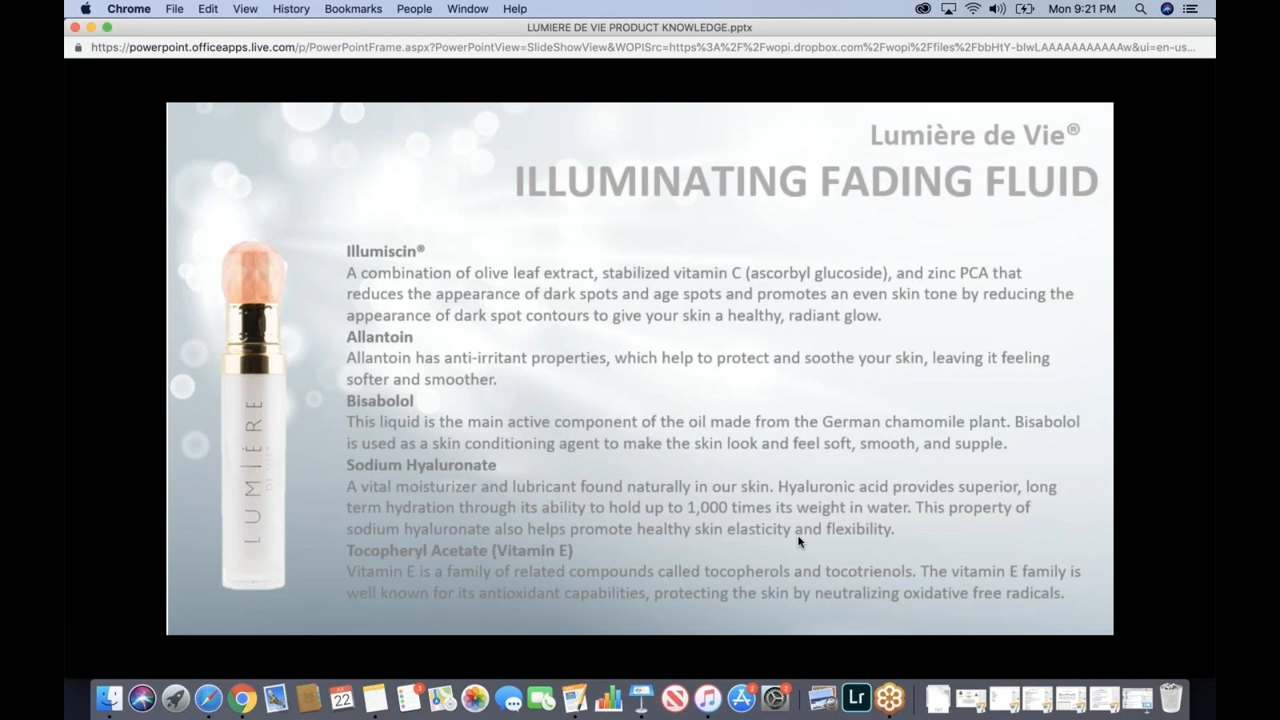 Chrome File Edit View History Bookmarks People Window Help Mon 9:21 PM
LUMIERE DE VIE PRODUCT KNOWLEDGE.pptx
https://powerpoint.officeapps.live.com/p/PowerPointFrame.aspx?PowerPointView=SlideShowView&WOPISrc=https%3A%2F%2Fwopi.dropbox.com%2Fwopi%2Ffiles%2FbbHtY-bIwLAAAAAAAAAAAw&ui=en-us...
Lumière de Vie®
ILLUMINATING FADING FLUID
Illumiscin®
A combination of olive leaf extract, stabilized vitamin C (ascorbyl glucoside), and zinc PCA that
reduces the appearance of dark spots and age spots and promotes an even skin tone by reducing the
appearance of dark spot contours to give your skin a healthy, radiant glow.
Allantoin
Allantoin has anti-irritant properties, which help to protect and soothe your skin, leaving it feeling
softer and smoother.
Bisabolol
This liquid is the main active component of the oil made from the German chamomile plant. Bisabolol
is used as a skin conditioning agent to make the skin look and feel soft, smooth, and supple.
Sodium Hyaluronate
A vital moisturizer and lubricant found naturally in our skin. Hyaluronic acid provides superior, long
term hydration through its ability to hold up to 1,000 times its weight in water. This property of
sodium hyaluronate also helps promote healthy skin elasticity and flexibility.
Tocopheryl Acetate (Vitamin E)
Vitamin E is a family of related compounds called tocopherols and tocotrienols. The vitamin E family is
well known for its antioxidant capabilities, protecting the skin by neutralizing oxidative free radicals.
LUMIÈRE
22
Lr